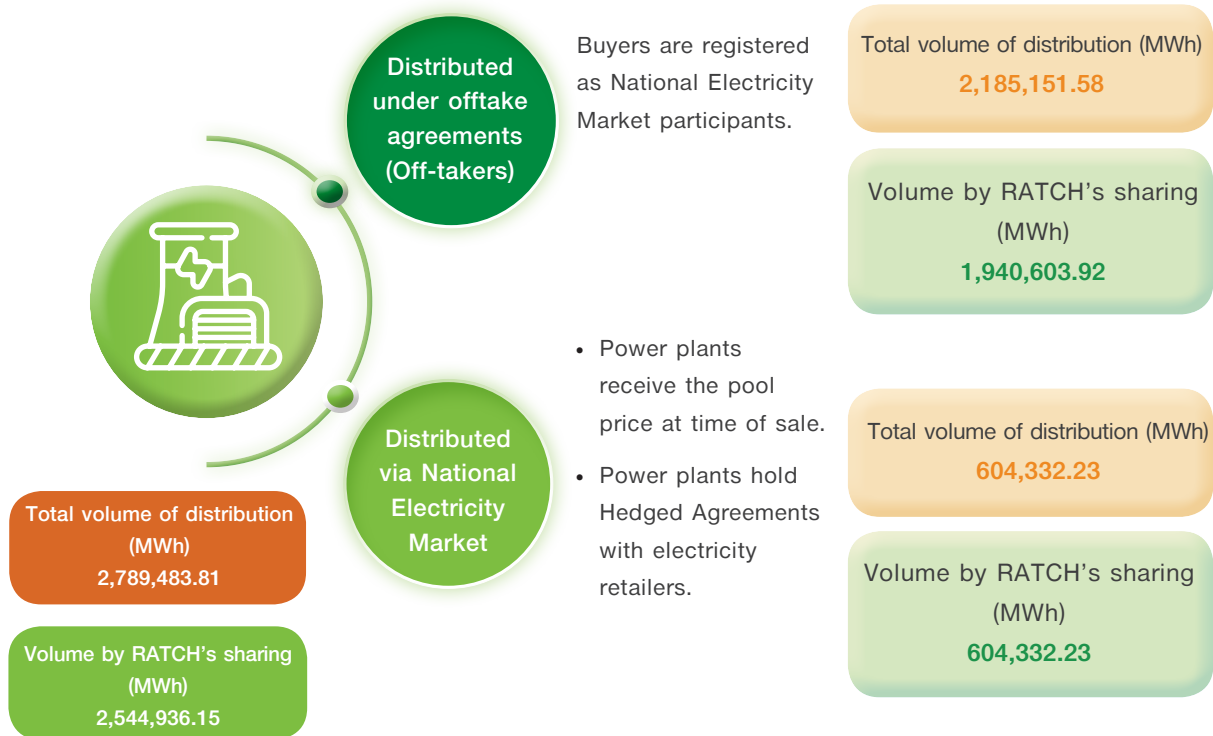 Distributed
under offtake
agreements
(Off-takers)
Buyers are registered
as National Electricity
Market participants.
Total volume of distribution (MWh)
2,185,151.58
Volume by RATCH's sharing
(MWh)
1,940,603.92
Distributed
via National
Electricity
Market
• Power plants
receive the pool
price at time of sale.
• Power plants hold
Hedged Agreements
with electricity
retailers.
Total volume of distribution (MWh)
604,332.23
Volume by RATCH's sharing
(MWh)
604,332.23
Total volume of distribution
(MWh)
2,789,483.81
Volume by RATCH's sharing
(MWh)
2,544,936.15